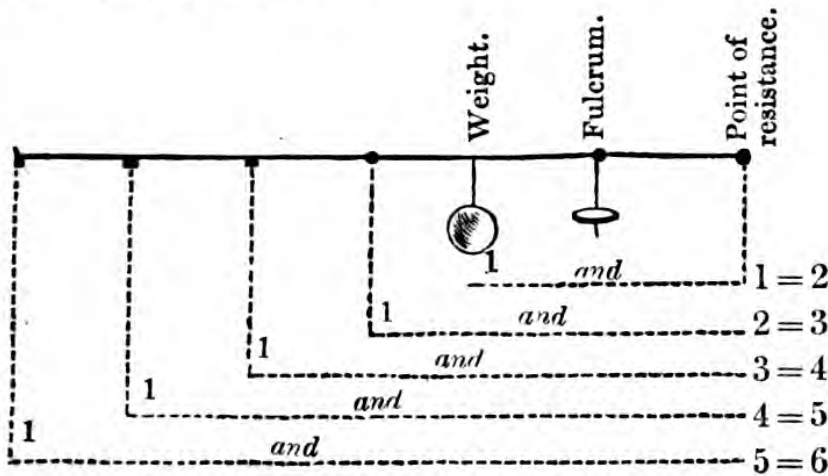 Weight.
Fulcrum.
Point of
resistance.
1 and 1 = 2
1 and 2 = 3
1 and 3 = 4
1 and 4 = 5
1 and 5 = 6